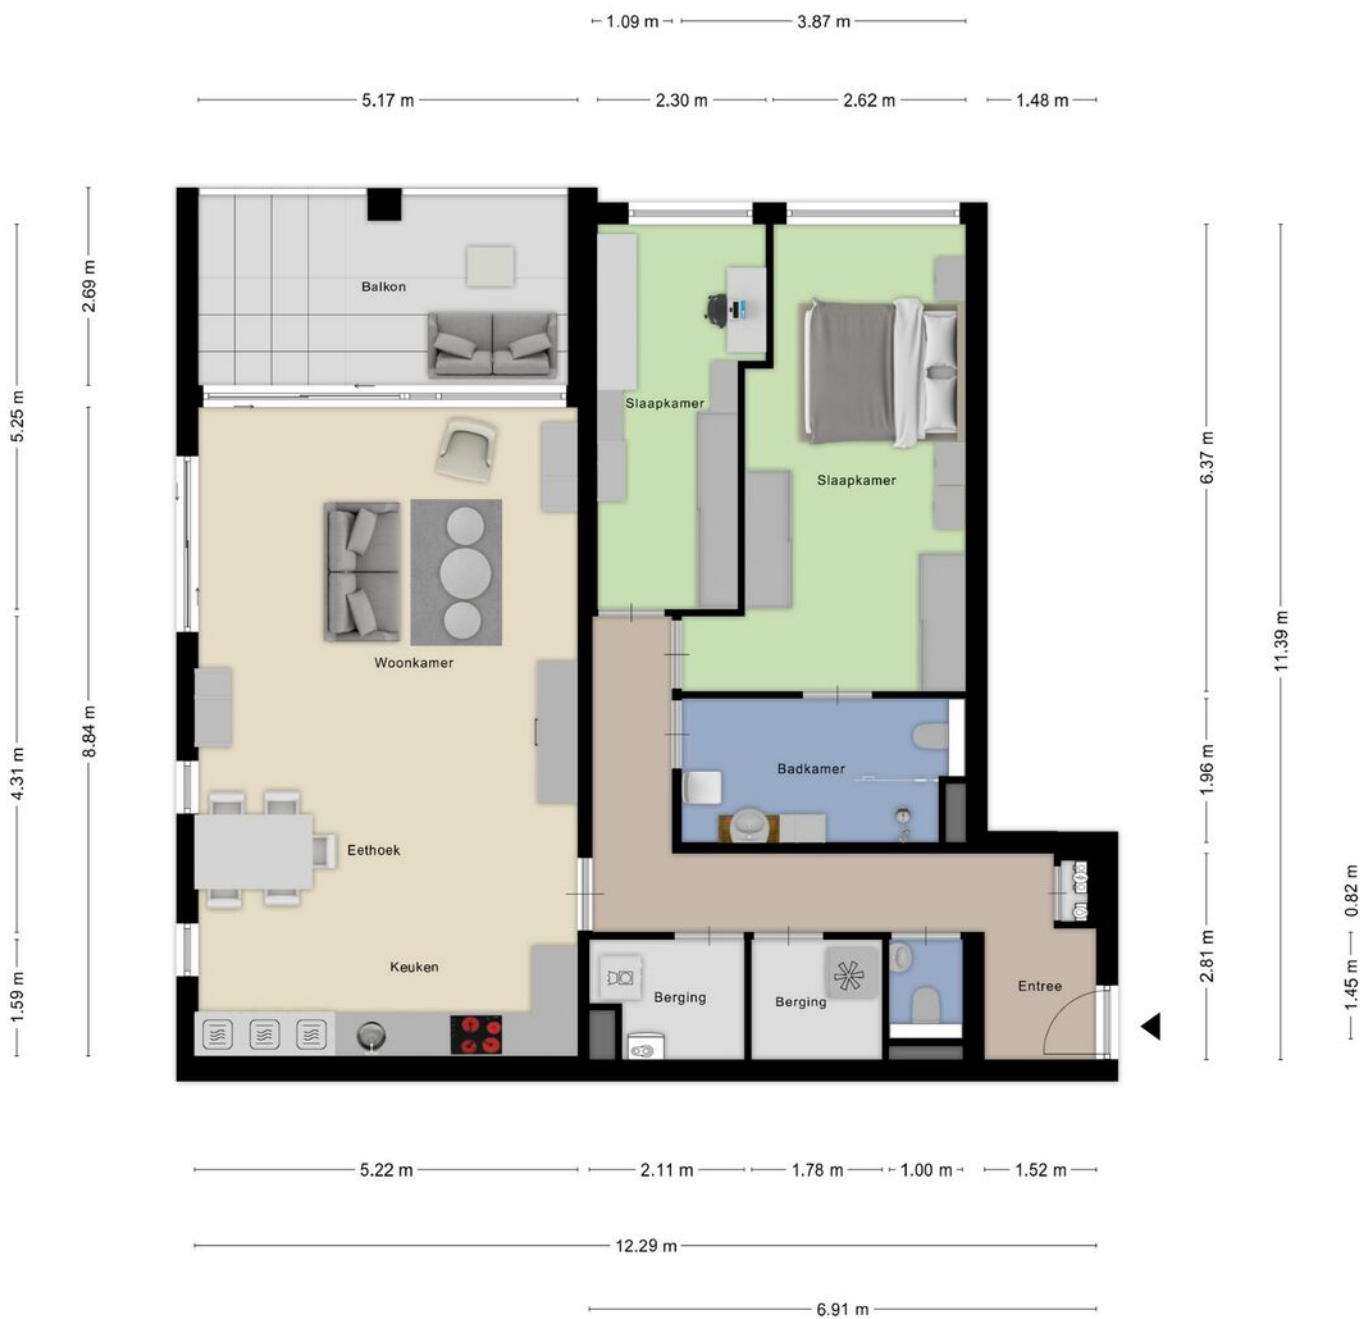 1.09 m
3.87 m
5.17 m
2.30 m
2.62 m
1.48 m
2.69 m
5.25 m
Balkon
Slaapkamer
Slaapkamer
6.37 m
11.39 m
Woonkamer
8.84 m
4.31 m
Badkamer
1.96 m
Eethoek
0.82 m
Keuken
1.59 m
Berging
Berging
Entree
2.81 m
1.45 m
5.22 m
2.11 m
1.78 m
1.00 m
1.52 m
12.29 m
6.91 m